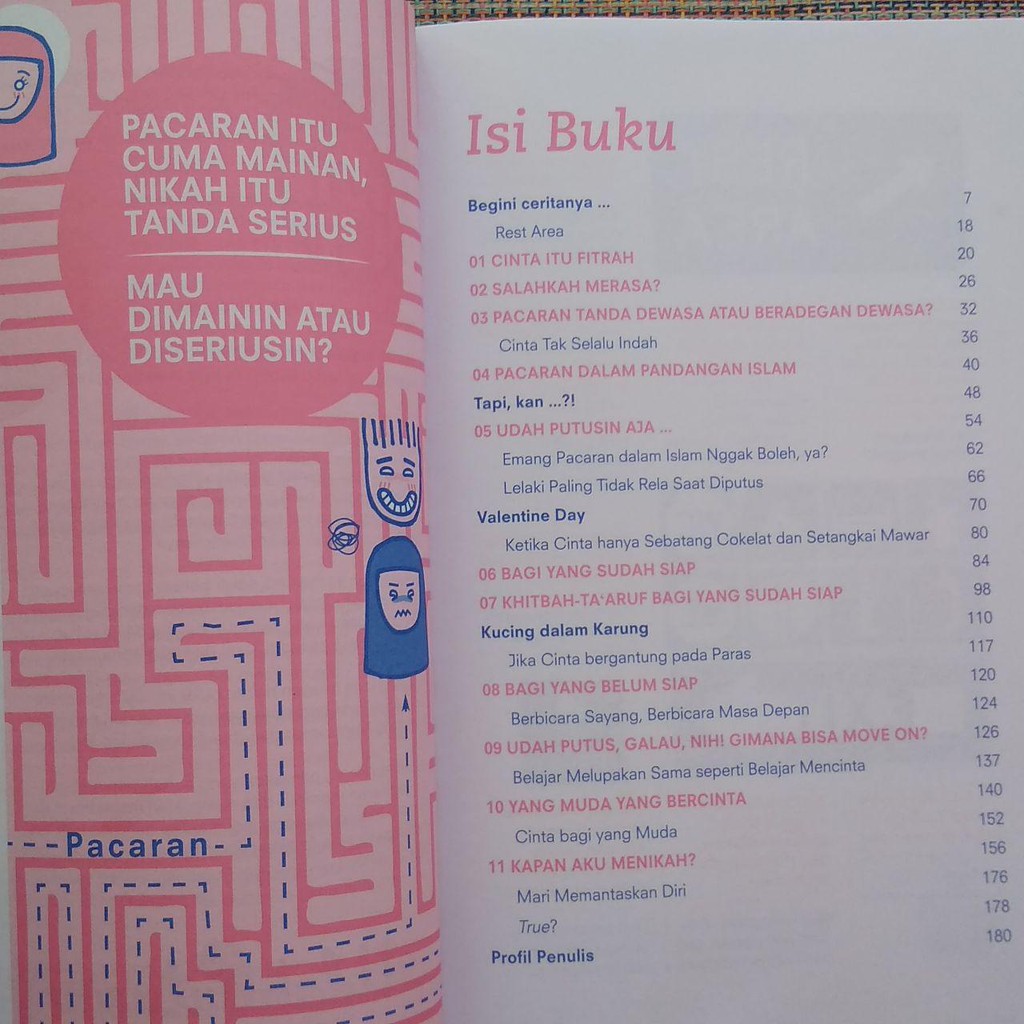 PACARAN ITU
CUMA MAINAN,
NIKAH ITU
TANDA SERIUS
MAU
DIMAININ ATAU
DISERIUSIN?
Pacaran
Isi Buku
Begini ceritanya ... 7
Rest Area 18
01 CINTA ITU FITRAH 20
02 SALAHKAH MERASA? 26
03 PACARAN TANDA DEWASA ATAU BERADEGAN DEWASA? 32
Cinta Tak Selalu Indah 36
04 PACARAN DALAM PANDANGAN ISLAM 40
Tapi, kan ...?! 48
05 UDAH PUTUSIN AJA ... 54
Emang Pacaran dalam Islam Nggak Boleh, ya? 62
Lelaki Paling Tidak Rela Saat Diputus 66
Valentine Day 70
Ketika Cinta hanya Sebatang Cokelat dan Setangkai Mawar 80
06 BAGI YANG SUDAH SIAP 84
07 KHITBAH-TA‘ARUF BAGI YANG SUDAH SIAP 98
Kucing dalam Karung 110
Jika Cinta bergantung pada Paras 117
08 BAGI YANG BELUM SIAP 120
Berbicara Sayang, Berbicara Masa Depan 124
09 UDAH PUTUS, GALAU, NIH! GIMANA BISA MOVE ON? 126
Belajar Melupakan Sama seperti Belajar Mencinta 137
10 YANG MUDA YANG BERCINTA 140
Cinta bagi yang Muda 152
11 KAPAN AKU MENIKAH? 156
Mari Memantaskan Diri 176
True? 178
Profil Penulis 180